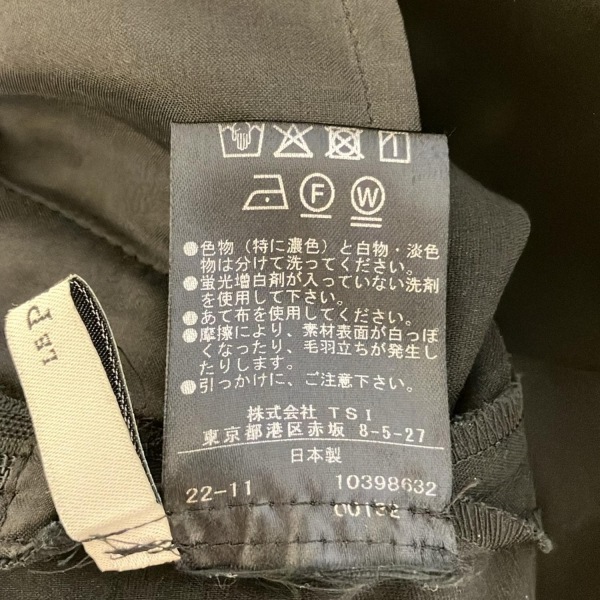 F W
●色物(特に濃色)と白物・淡色
物は分けて洗ってください。
●蛍光増白剤が入っていない洗剤
を使用して下さい。
●あて布を使用してください。
●摩擦により、素材表面が白っぽ
くなったり、毛羽立ちが発生し
たりします。
●引っかけに、ご注意下さい。
株式会社 TSI
東京都港区赤坂 8-5-27
日本製
22-11 10398632
00132
LE P